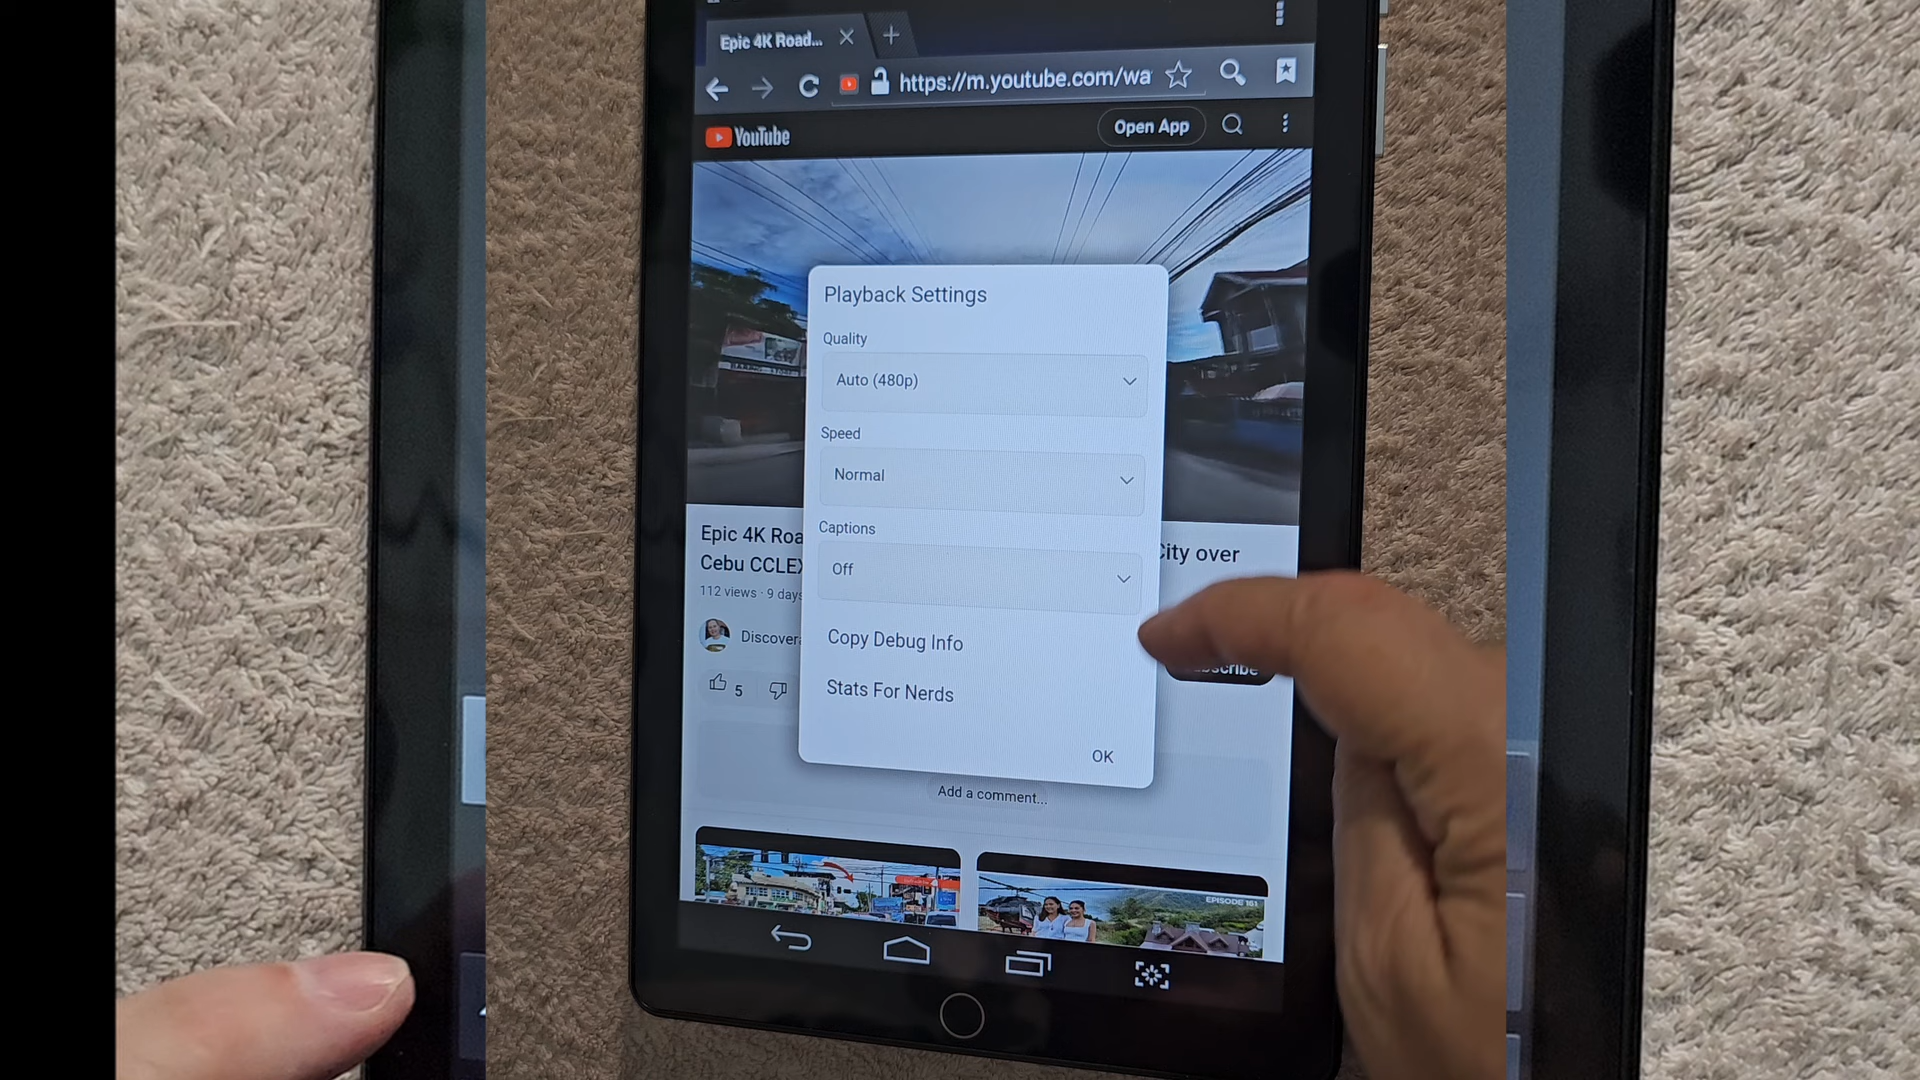 Epic 4K Road...
https://m.youtube.com/wa
YouTube
Open App
Playback Settings
Quality
Auto (480p)
Speed
Normal
Captions
Off
Copy Debug Info
Stats For Nerds
OK
Epic 4K Roa
City over
Cebu CCLEX
112 views · 9 days
Discover
scribe
5
Add a comment...
EPISODE 161